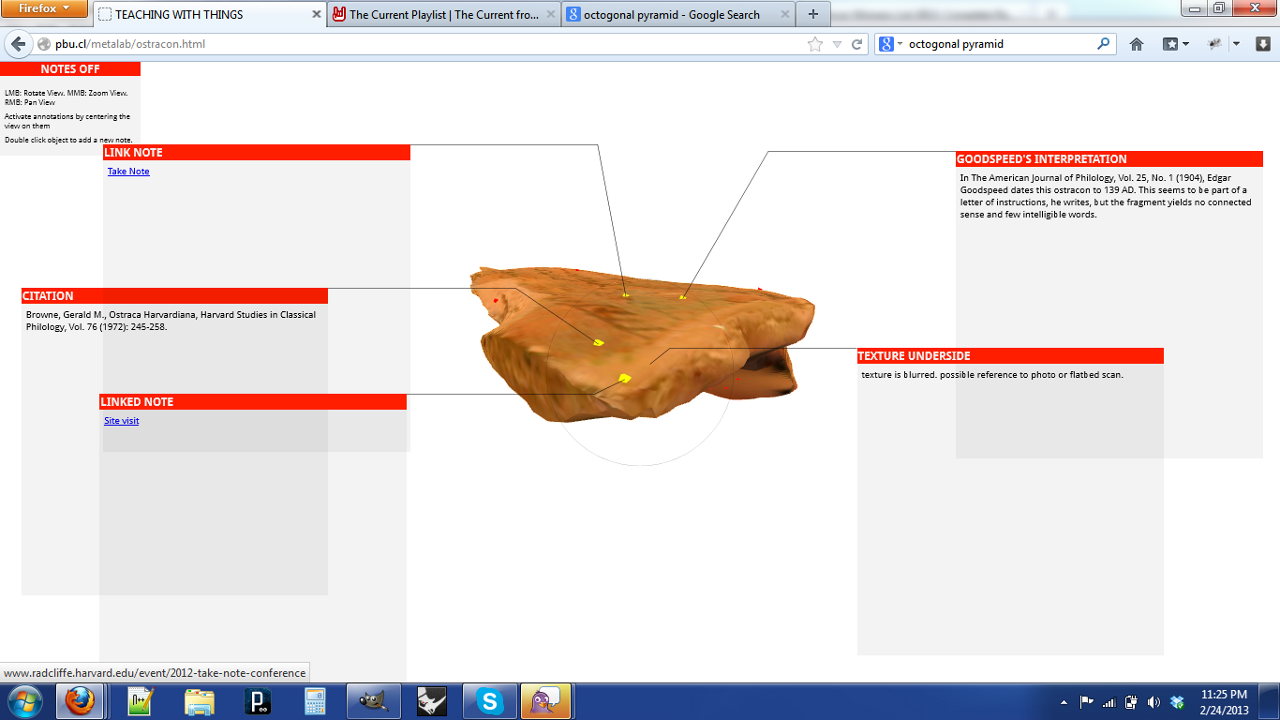 Firefox
TEACHING WITH THINGS
The Current Playlist | The Current fro...
octogonal pyramid - Google Search
pbu.cl/metalab/ostracon.html
octogonal pyramid
NOTES OFF
LMB: Rotate View. MMB: Zoom View.
RMB: Pan View
Activate annotations by centering the
view on them
Double click object to add a new note.
LINK NOTE
Take Note
GOODSPEED'S INTERPRETATION
In The American Journal of Philology, Vol. 25, No. 1 (1904), Edgar
Goodspeed dates this ostracon to 139 AD. This seems to be part of a
letter of instructions, he writes, but the fragment yields no connected
sense and few intelligible words.
CITATION
Browne, Gerald M., Ostraca Harvardiana, Harvard Studies in Classical
Philology, Vol. 76 (1972): 245-258.
TEXTURE UNDERSIDE
texture is blurred. possible reference to photo or flatbed scan.
LINKED NOTE
Site visit
www.radcliffe.harvard.edu/event/2012-take-note-conference
11:25 PM
2/24/2013